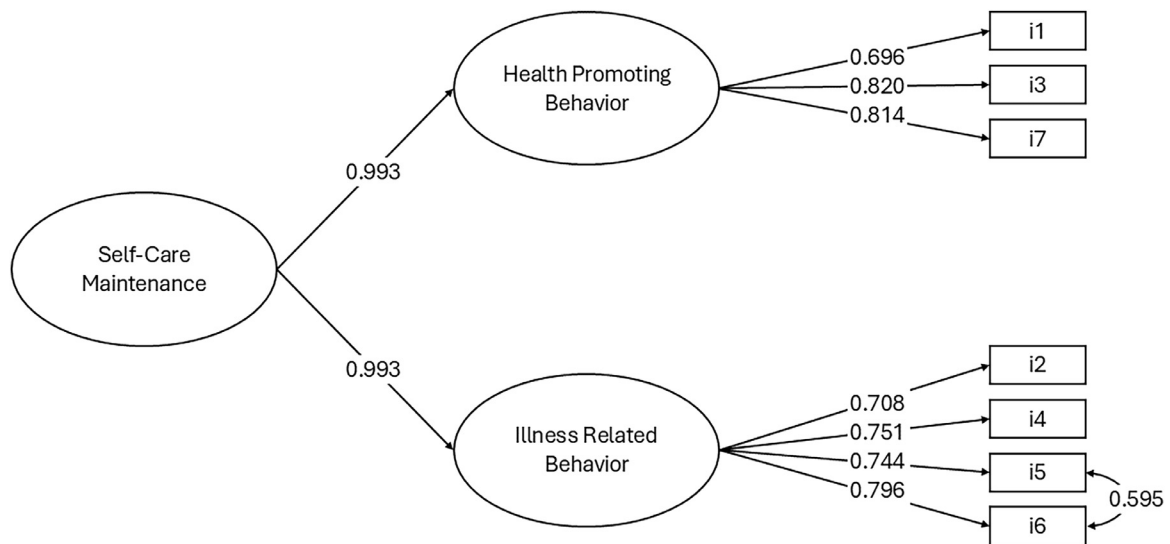 i1
0.696
Health Promoting
Behavior
0.820
i3
0.814
i7
0.993
Self-Care
Maintenance
0.993
i2
0.708
i4
0.751
Illness Related
Behavior
0.744
i5
0.796
0.595
i6